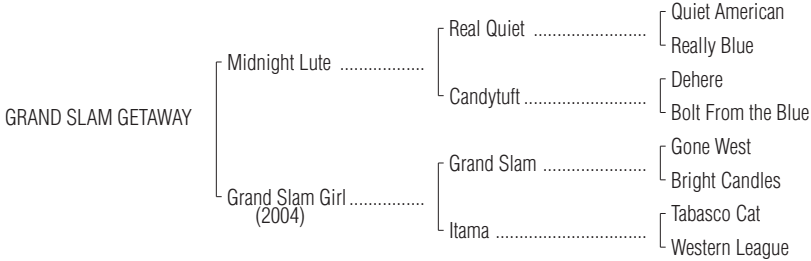 Quiet American
Real Quiet ........................
Really Blue
Midnight Lute ..................
Dehere
Candytuft..........................
Bolt From the Blue
GRAND SLAM GETAWAY
Gone West
Grand Slam ......................
Bright Candles
Grand Slam Girl................
(2004)
Tabasco Cat
Itama ................................
Western League